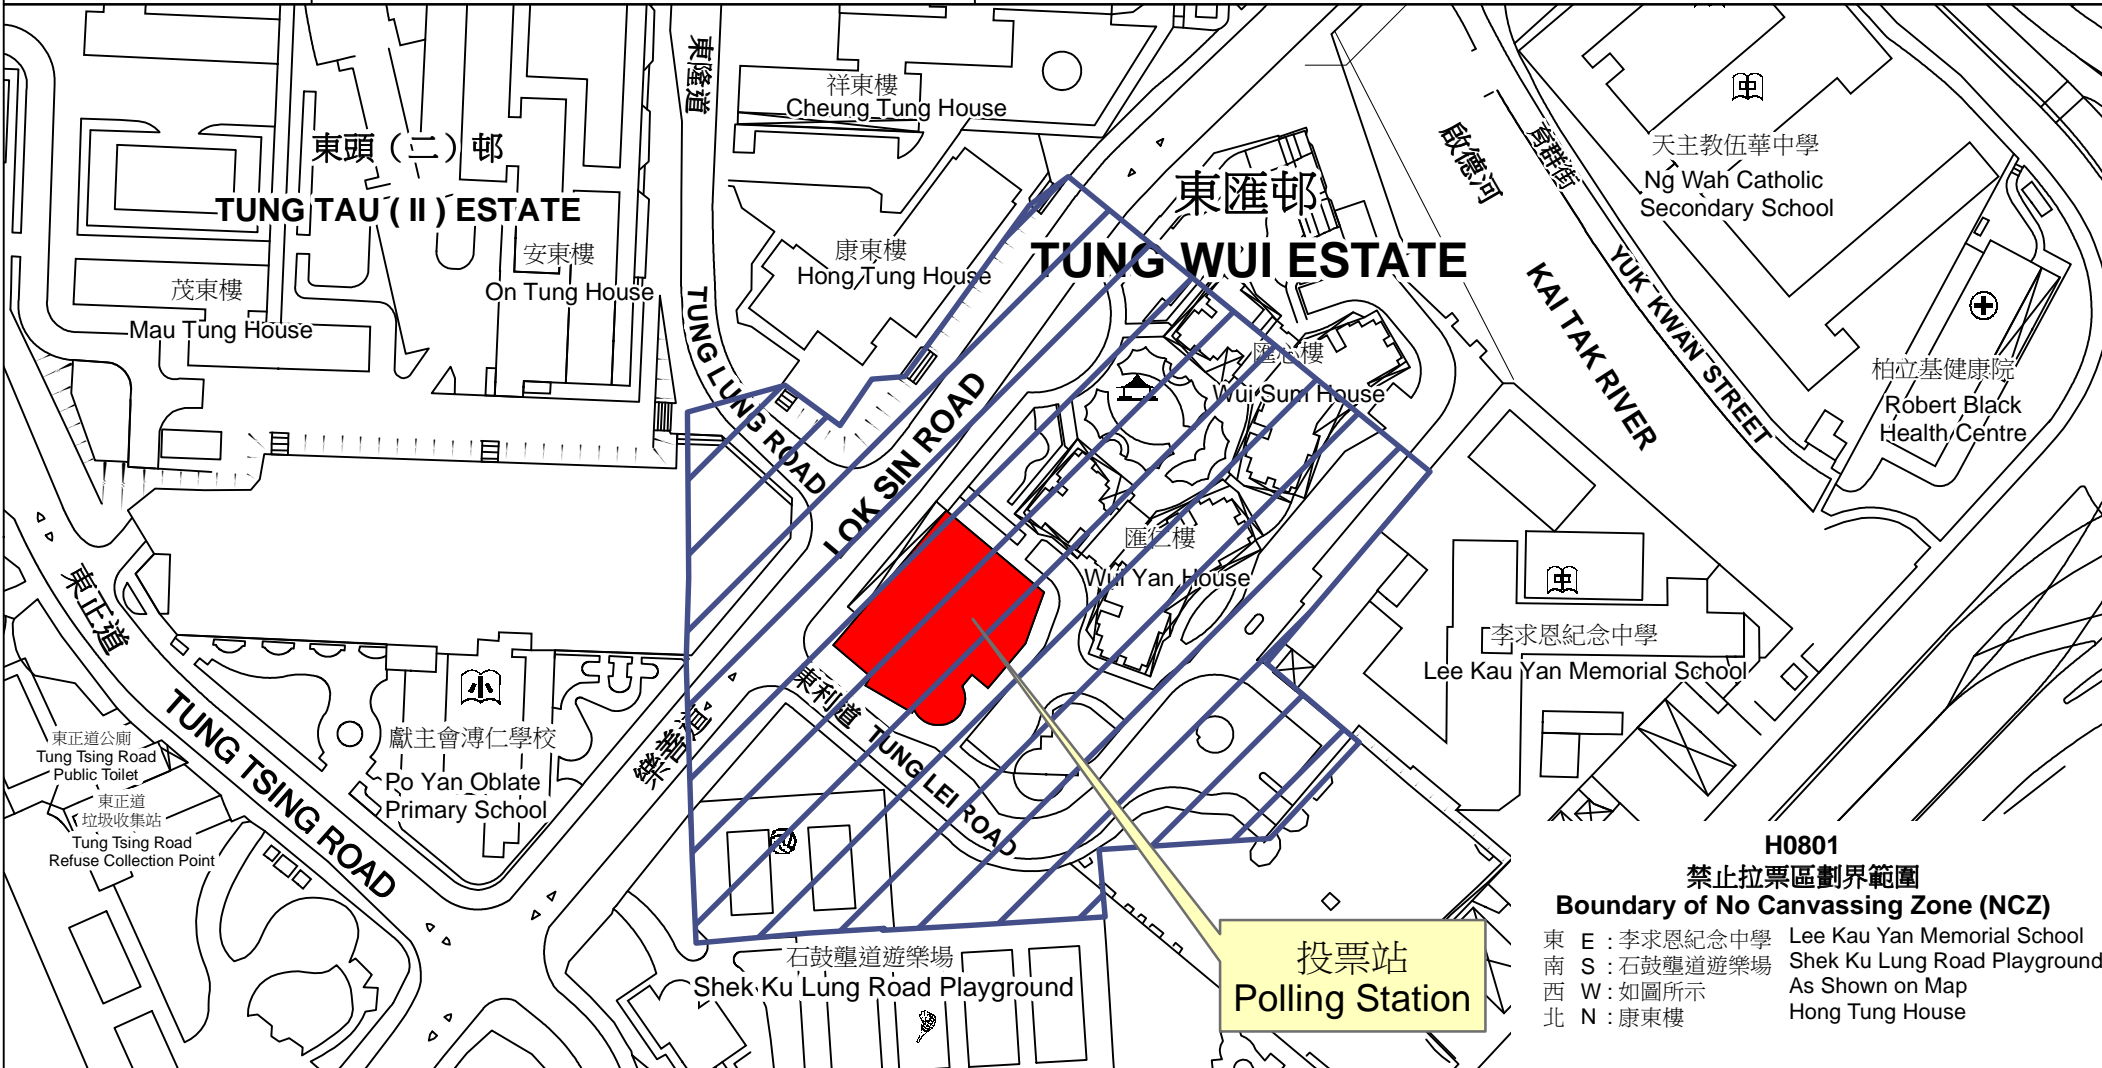 東隆道
祥東樓
Cheung Tung House
東頭（二）邨
TUNG TAU ( II ) ESTATE
安東樓
On Tung House
茂東樓
Mau Tung House
康東樓
Hong Tung House
TUNG LUNG ROAD
LOK SIN ROAD
東匯邨
TUNG WUI ESTATE
匯心樓
Wui Sum House
匯仁樓
Wui Yan House
啟德河
KAI TAK RIVER
育群街
YUK KWAN STREET
天主教伍華中學
Ng Wah Catholic
Secondary School
中
柏立基健康院
Robert Black
Health Centre
中
李求恩紀念中學
Lee Kau Yan Memorial School
東正道
TUNG TSING ROAD
東正道公廁
Tung Tsing Road
Public Toilet
東正道
垃圾收集站
Tung Tsing Road
Refuse Collection Point
小
獻主會溥仁學校
Po Yan Oblate
Primary School
樂善道
東利道 TUNG LEI ROAD
石鼓壟道遊樂場
Shek Ku Lung Road Playground
投票站
Polling Station
H0801
禁止拉票區劃界範圍
Boundary of No Canvassing Zone (NCZ)
東 E : 李求恩紀念中學 Lee Kau Yan Memorial School
南 S : 石鼓壟道遊樂場 Shek Ku Lung Road Playground
西 W : 如圖所示 As Shown on Map
北 N : 康東樓 Hong Tung House